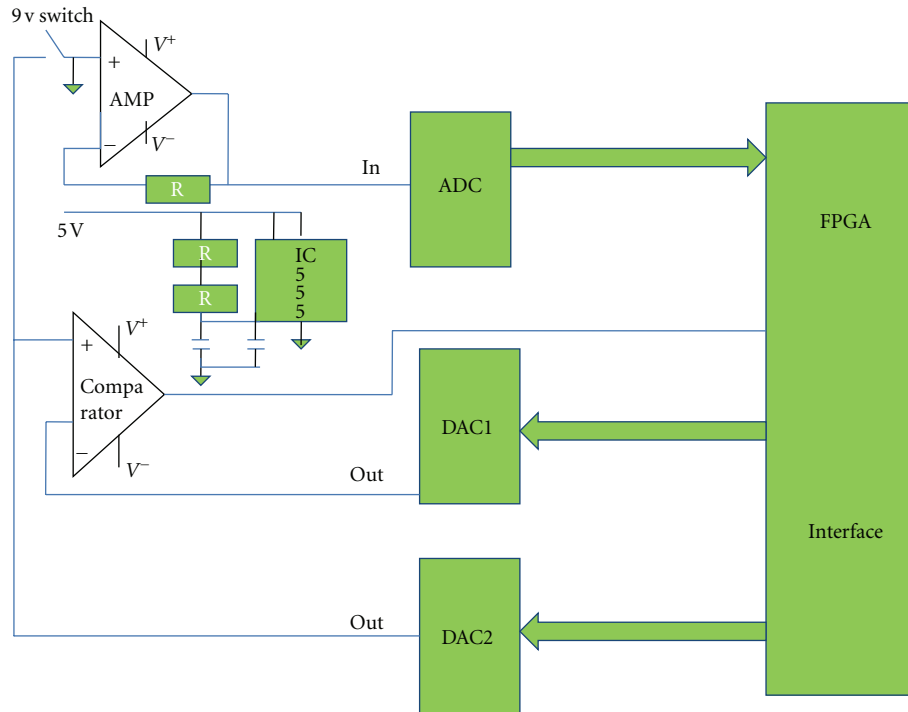 9 v switch
V+
+
AMP
V−
−
R
In
ADC
FPGA
5 V
R
R
IC
5
5
5
V+
+
Compa
rator
−
V−
DAC1
Out
Interface
Out
DAC2